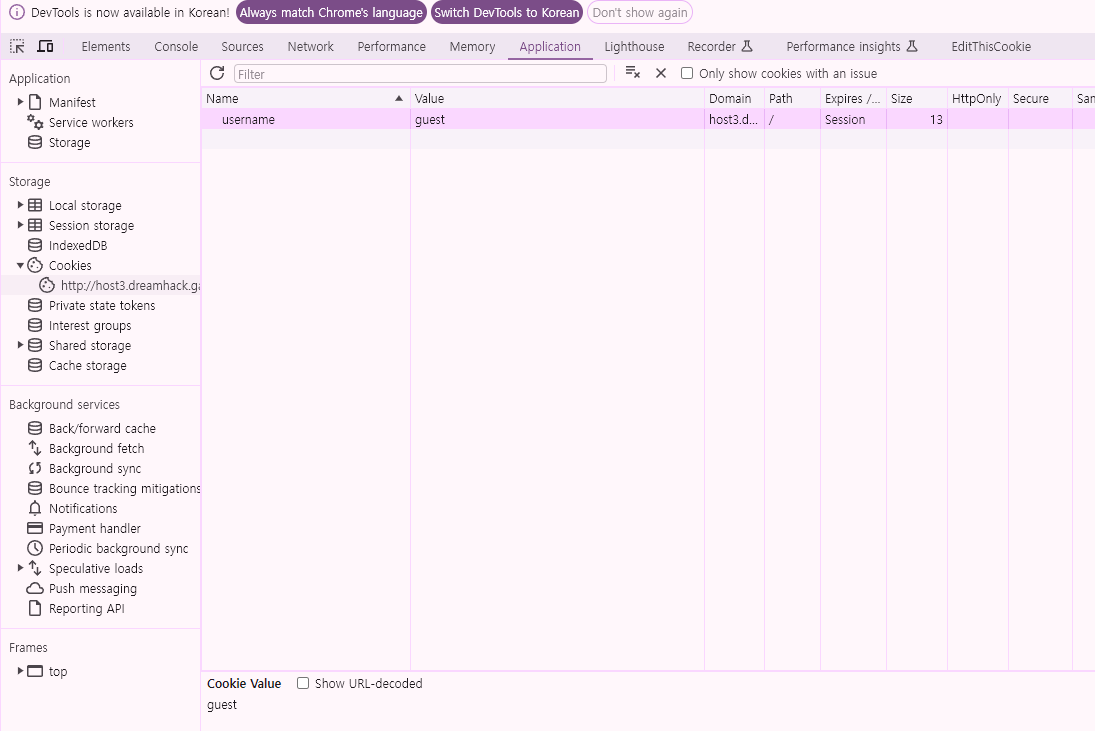 DevTools is now available in Korean! Always match Chrome's language Switch DevTools to Korean Don't show again
Elements Console Sources Network Performance Memory Application Lighthouse Recorder Performance insights EditThisCookie
Application
Manifest
Service workers
Storage
Storage
Local storage
Session storage
IndexedDB
Cookies
http://host3.dreamhack.ga
Private state tokens
Interest groups
Shared storage
Cache storage
Background services
Back/forward cache
Background fetch
Background sync
Bounce tracking mitigations
Notifications
Payment handler
Periodic background sync
Speculative loads
Push messaging
Reporting API
Frames
top
Filter Only show cookies with an issue
Name Value Domain Path Expires /... Size HttpOnly Secure San
username guest host3.d... / Session 13
Cookie Value Show URL-decoded
guest